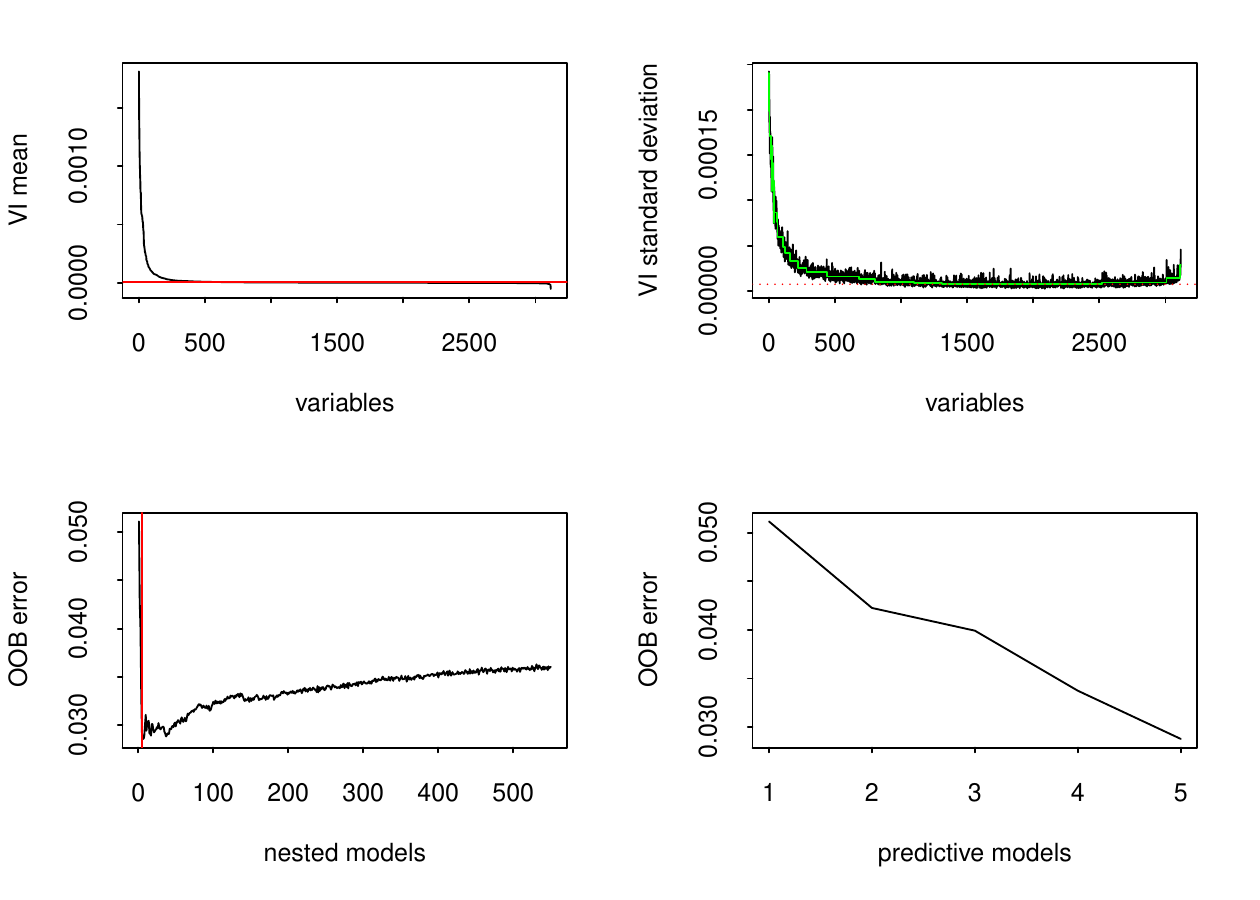 VI mean
0.0000 0.0010
0 500 1500 2500
variables
VI standard deviation
0.00000 0.00015
0 500 1500 2500
variables
OOB error
0.030 0.040 0.050
0 100 200 300 400 500
nested models
OOB error
0.030 0.040 0.050
1 2 3 4 5
predictive models